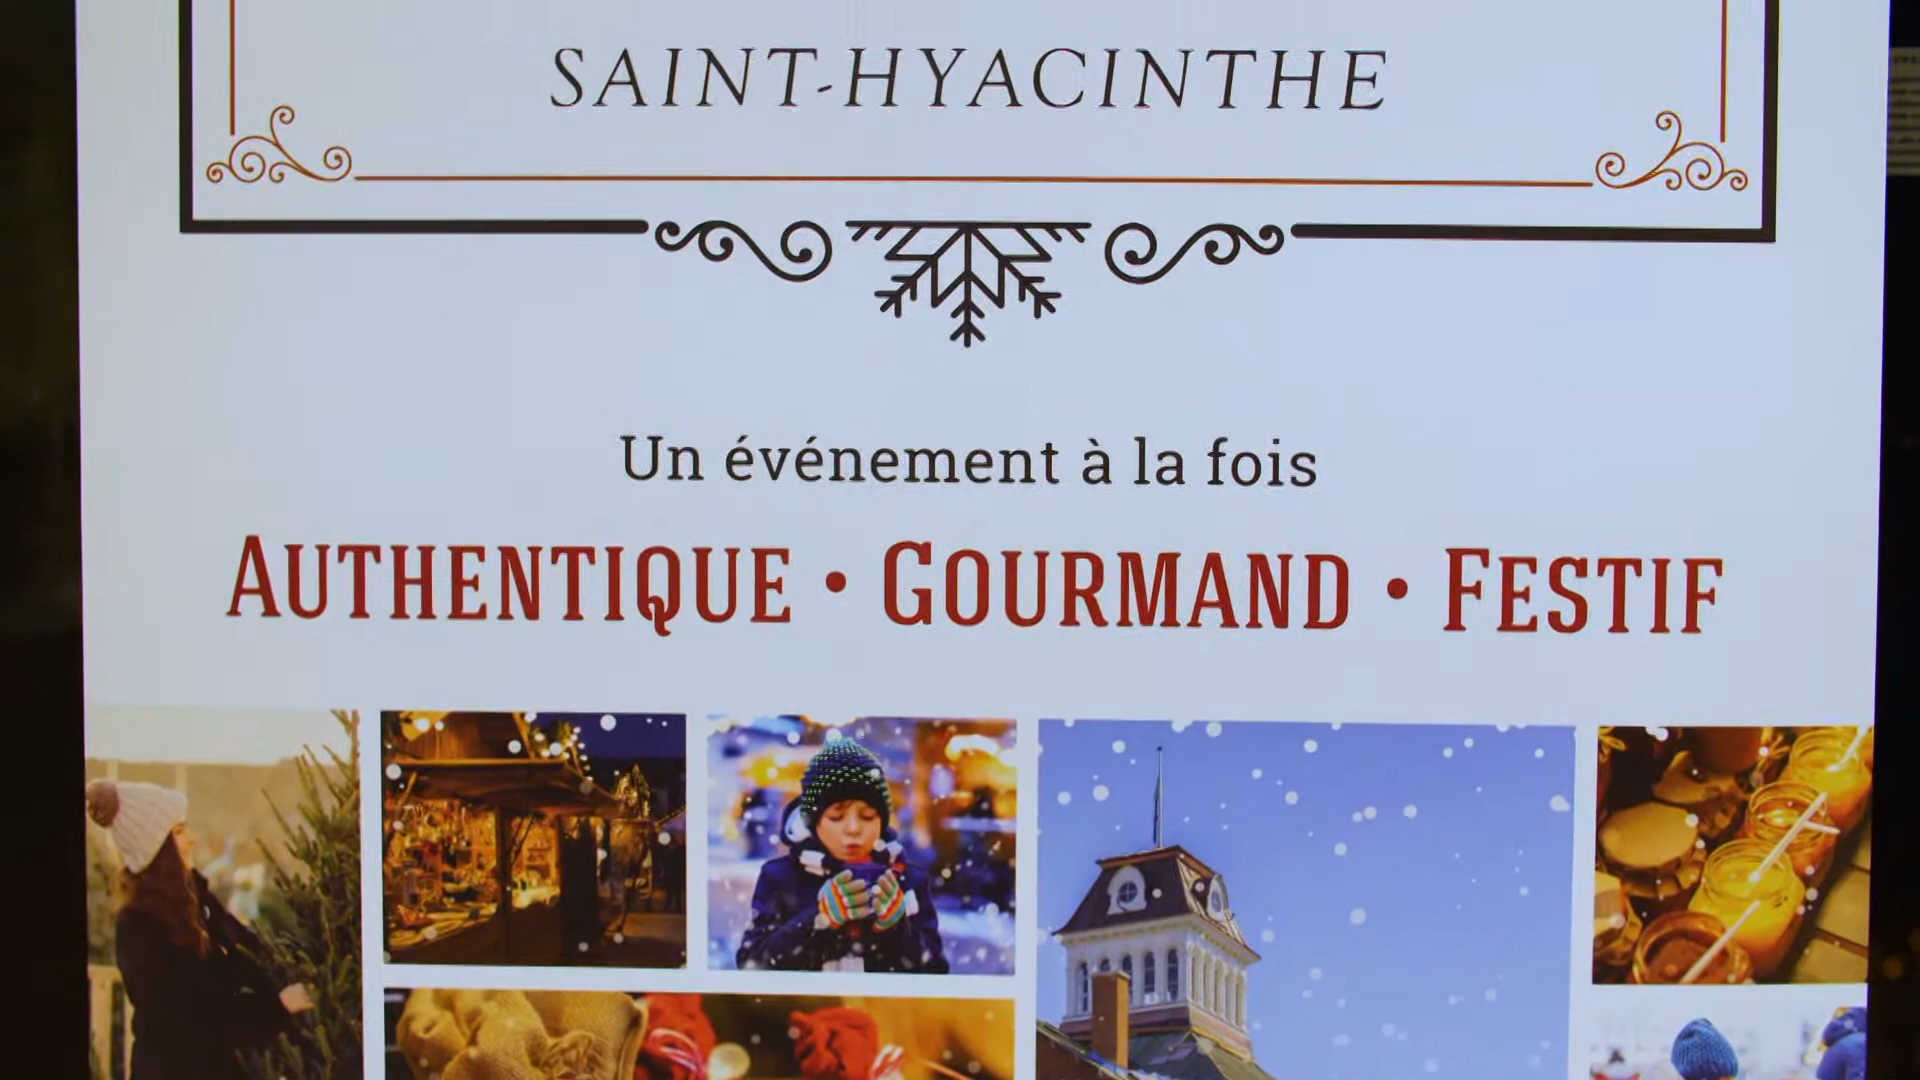 SAINT-HYACINTHE
Un événement à la fois
AUTHENTIQUE • GOURMAND • FESTIF